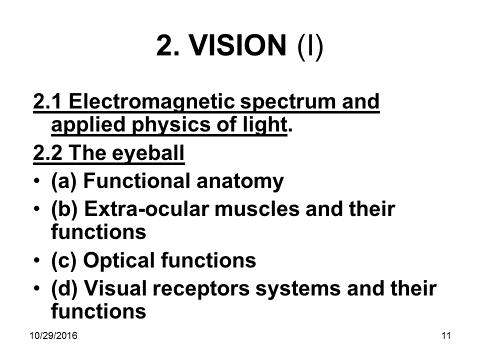 2. VISION (I)
2.1 Electromagnetic spectrum and
applied physics of light.
2.2 The eyeball
• (a) Functional anatomy
• (b) Extra-ocular muscles and their
functions
• (c) Optical functions
• (d) Visual receptors systems and their
functions
10/29/2016 11